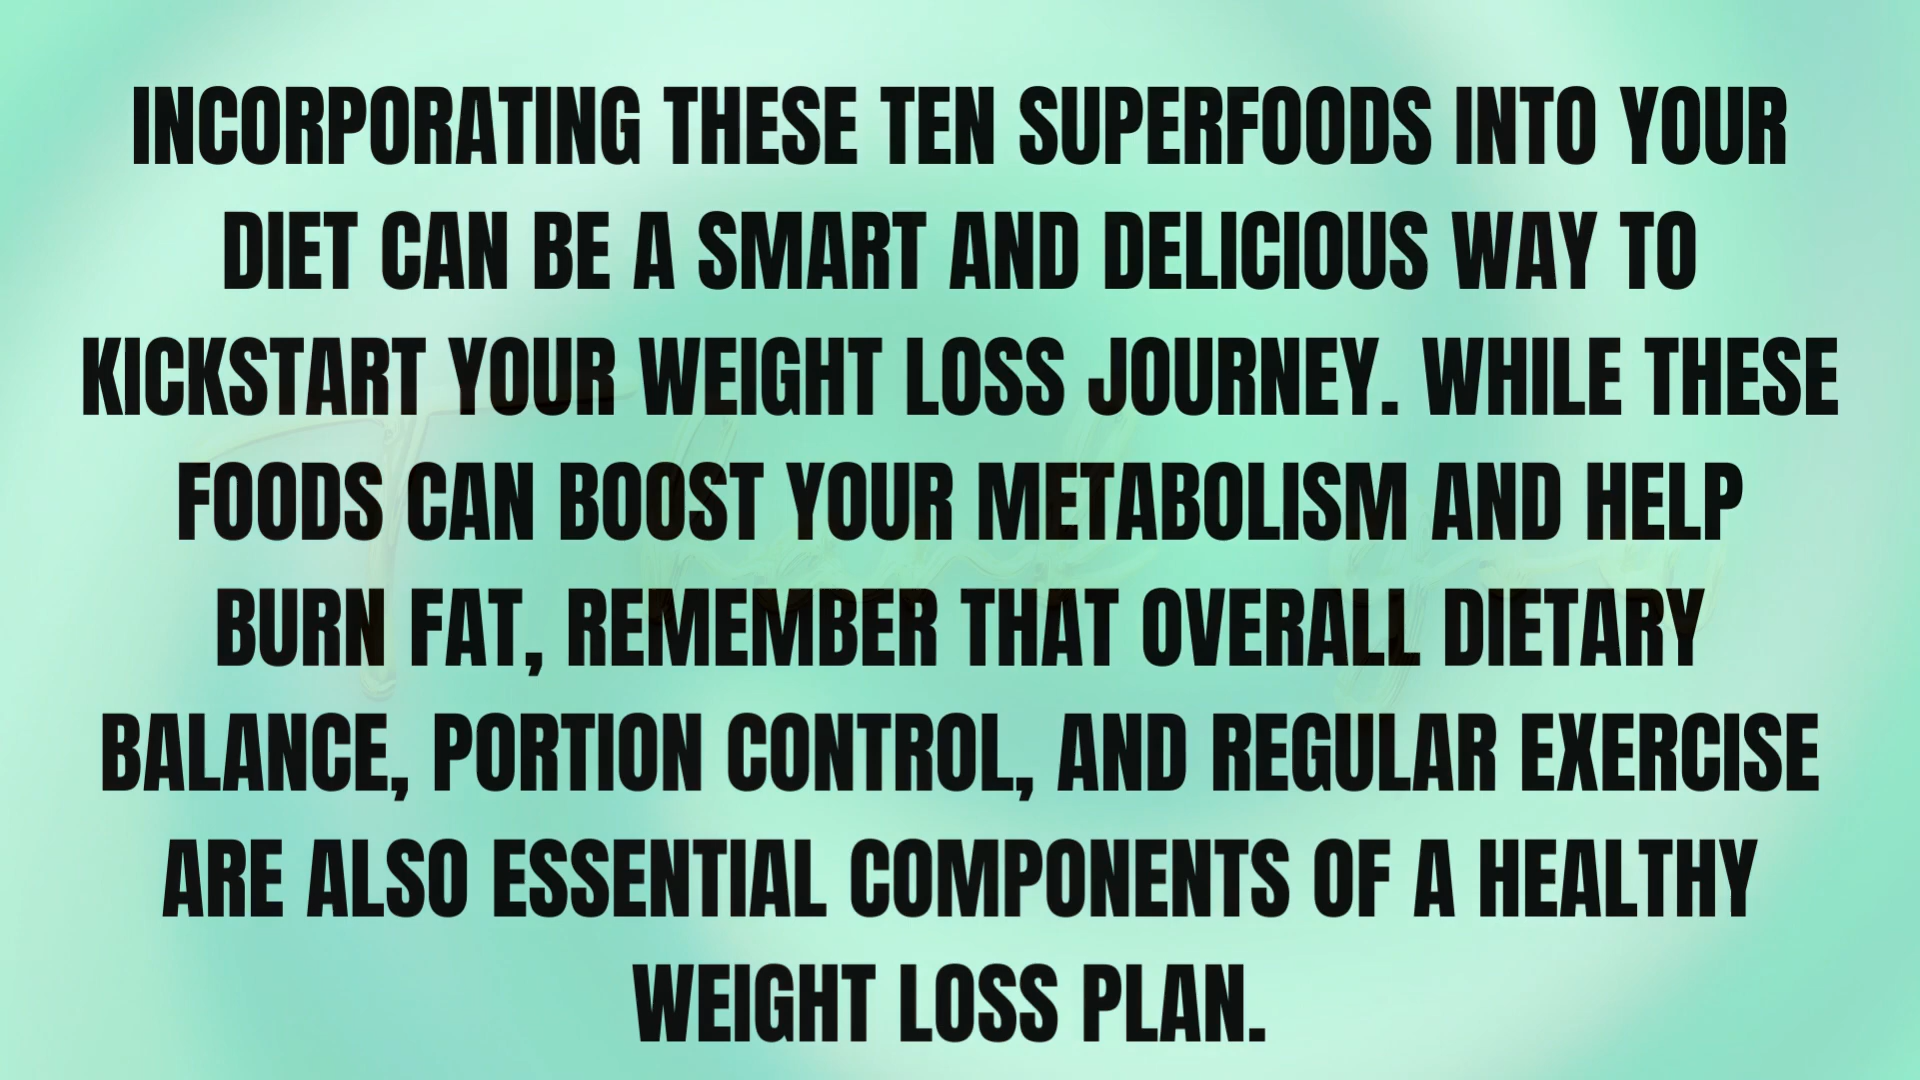 INCORPORATING THESE TEN SUPERFOODS INTO YOUR
DIET CAN BE A SMART AND DELICIOUS WAY TO
KICKSTART YOUR WEIGHT LOSS JOURNEY. WHILE THESE
FOODS CAN BOOST YOUR METABOLISM AND HELP
BURN FAT, REMEMBER THAT OVERALL DIETARY
BALANCE, PORTION CONTROL, AND REGULAR EXERCISE
ARE ALSO ESSENTIAL COMPONENTS OF A HEALTHY
WEIGHT LOSS PLAN.